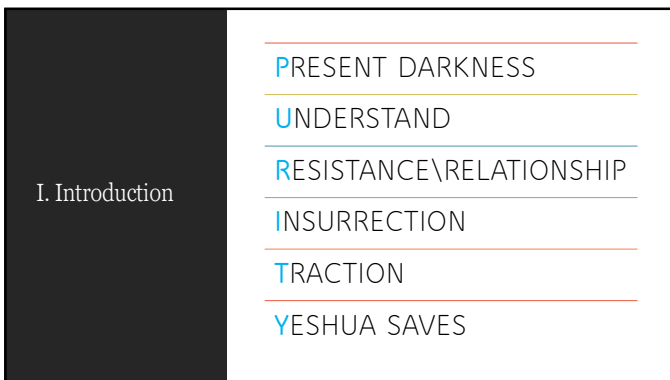 I. Introduction
PRESENT DARKNESS
UNDERSTAND
RESISTANCE\RELATIONSHIP
INSURRECTION
TRACTION
YESHUA SAVES